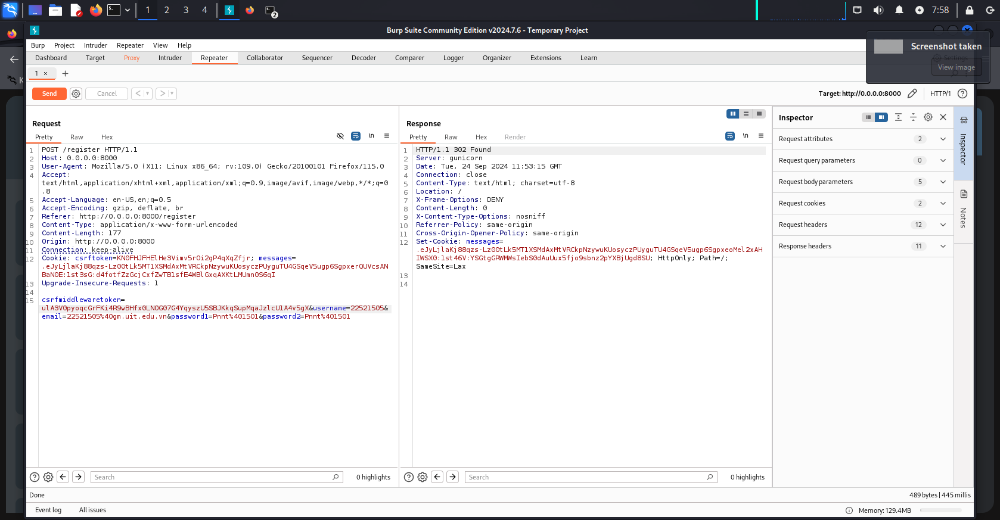 1 2 3 4 2 7:58
Burp Suite Community Edition v2024.7.6 - Temporary Project
Burp Project Intruder Repeater View Help
Screenshot taken
View image
Dashboard Target Proxy Intruder Repeater Collaborator Sequencer Decoder Comparer Logger Organizer Extensions Learn Settings
1 × +
Send Cancel < >
Target: http://0.0.0.0:8000 HTTP/1
Request
Pretty Raw Hex \n
1 POST /register HTTP/1.1
2 Host: 0.0.0.0:8000
3 User-Agent: Mozilla/5.0 (X11; Linux x86_64; rv:109.0) Gecko/20100101 Firefox/115.0
4 Accept:
text/html,application/xhtml+xml,application/xml;q=0.9,image/avif,image/webp,*/*;q=0
.8
5 Accept-Language: en-US,en;q=0.5
6 Accept-Encoding: gzip, deflate, br
7 Referer: http://0.0.0.0:8000/register
8 Content-Type: application/x-www-form-urlencoded
9 Content-Length: 177
10 Origin: http://0.0.0.0:8000
11 Connection: keep-alive
12 Cookie: csrftoken=KN0FHJFHElHe3Vimv5rOi2gP4qXqZfjr; messages=
.eJyLjlaKj88qzs-Lz00tLk5MT1XSMdAxMtVRCkpNzywuKUosyczPUyguTU4GSqeV5ugp6SgpxerQUVcsAN
BaN0E:1st3sG:d4fotfZzGcjCxfZwTB1sfE4WBlGxqAXKtLMUmn0S6qI
13 Upgrade-Insecure-Requests: 1
14
15 csrfmiddlewaretoken=
ulA3V0pyoqcGrFKi4R9wBHfx0LNOG07G4YqyszU5SBJKkqSupMqaJzlcU1A4v5gX&username=22521505&
email=22521505%40gm.uit.edu.vn&password1=Pnnt%401501&password2=Pnnt%401501
Response
Pretty Raw Hex Render \n
1 HTTP/1.1 302 Found
2 Server: gunicorn
3 Date: Tue, 24 Sep 2024 11:53:15 GMT
4 Connection: close
5 Content-Type: text/html; charset=utf-8
6 Location: /
7 X-Frame-Options: DENY
8 Content-Length: 0
9 X-Content-Type-Options: nosniff
10 Referrer-Policy: same-origin
11 Cross-Origin-Opener-Policy: same-origin
12 Set-Cookie: messages=
.eJyLjlaKj88qzs-Lz00tLk5MT1XSMdAxMtVRCkpNzywuKUosyczPUyguTU4GSqeV5ugp6SgpxeoMel2xAH
IWSX0:1st46V:YSGtgGRWMWsIebS0dAuUux5fjo9sbnz2pYXBjUgd8SU; HttpOnly; Path=/;
SameSite=Lax
13
14
Inspector
Request attributes 2
Request query parameters 0
Request body parameters 5
Request cookies 2
Request headers 12
Response headers 11
Inspector
Notes
Search 0 highlights
Search 0 highlights
Done 489 bytes | 445 millis
Event log All issues Memory: 129.4MB